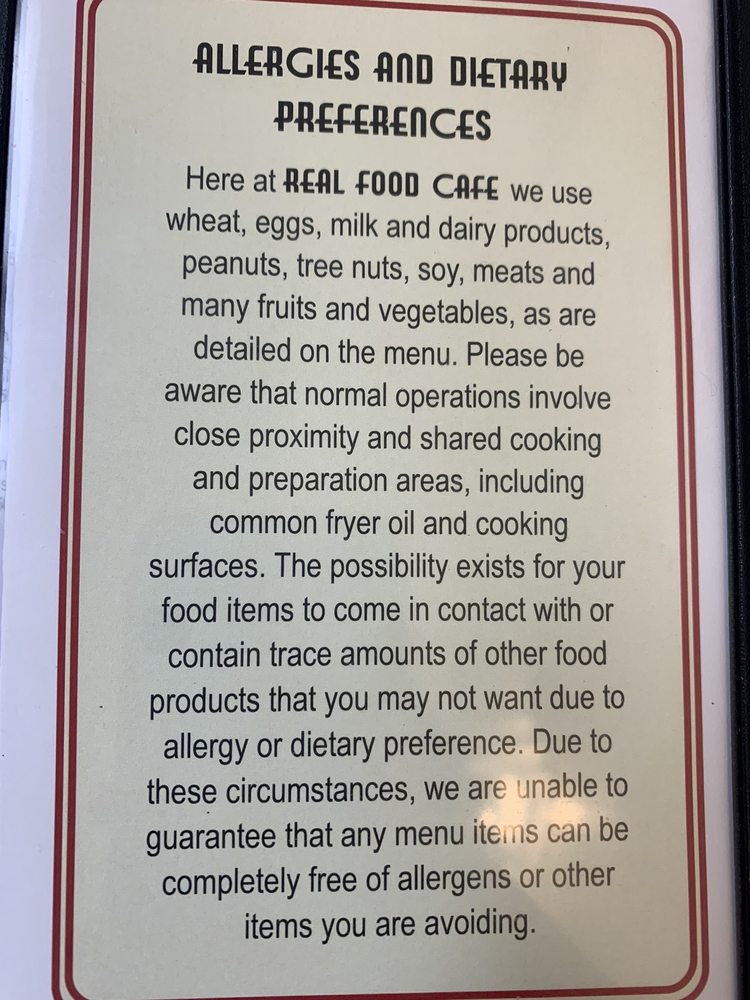 ALLERGIES AND DIETARY
PREFERENCES
Here at REAL FOOD CAFE we use
wheat, eggs, milk and dairy products,
peanuts, tree nuts, soy, meats and
many fruits and vegetables, as are
detailed on the menu. Please be
aware that normal operations involve
close proximity and shared cooking
and preparation areas, including
common fryer oil and cooking
surfaces. The possibility exists for your
food items to come in contact with or
contain trace amounts of other food
products that you may not want due to
allergy or dietary preference. Due to
these circumstances, we are unable to
guarantee that any menu items can be
completely free of allergens or other
items you are avoiding.